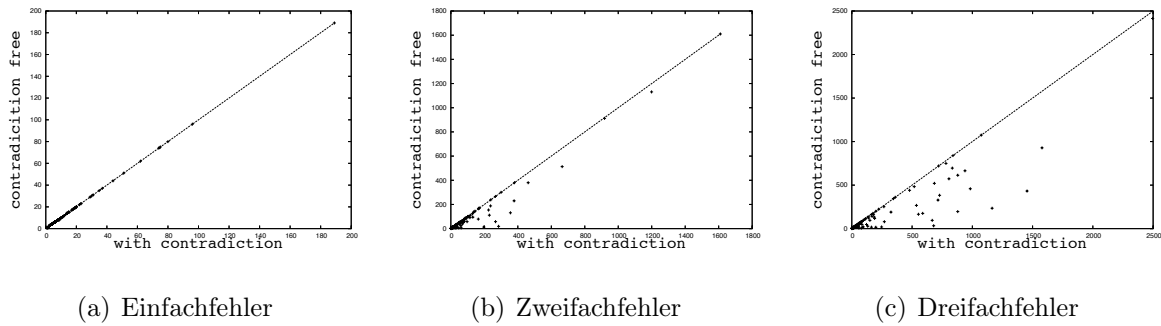 200
180
160
140
120
100
80
60
40
20
0
contradicition free
0 20 40 60 80 100 120 140 160 180 200
with contradiction
(a) Einfachfehler
1800
1600
1400
1200
1000
800
600
400
200
0
contradicition free
0 200 400 600 800 1000 1200 1400 1600 1800
with contradiction
(b) Zweifachfehler
2500
2000
1500
1000
500
0
contradicition free
0 500 1000 1500 2000 2500
with contradiction
(c) Dreifachfehler